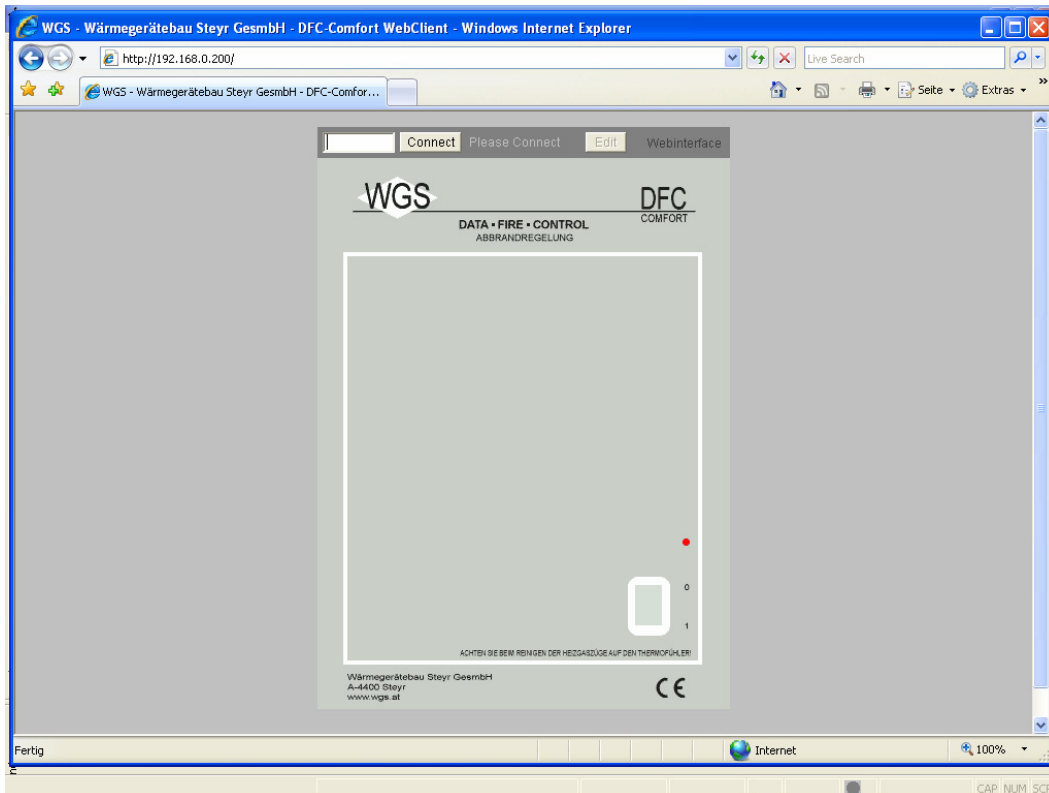 WGS - Wärmegerätebau Steyr GesmbH - DFC-Comfort WebClient - Windows Internet Explorer
http://192.168.0.200/
Live Search
WGS - Wärmegerätebau Steyr GesmbH - DFC-Comfor...
Seite
Extras
Connect Please Connect Edit Webinterface
WGS DFC
COMFORT
DATA • FIRE • CONTROL
ABBRANDREGELUNG
0
1
ACHTEN SIE BEIM REINIGEN DER HEIZGASZÜGE AUF DEN THERMOFÜHLER!
Wärmegerätebau Steyr GesmbH
A-4400 Steyr
www.wgs.at
CE
Fertig Internet 100%
CAP NUM SCF